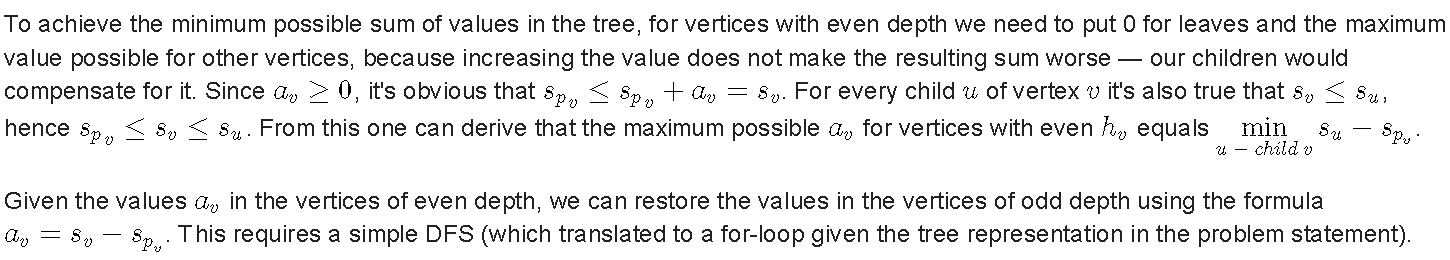 To achieve the minimum possible sum of values in the tree, for vertices with even depth we need to put 0 for leaves and the maximum
value possible for other vertices, because increasing the value does not make the resulting sum worse — our children would
compensate for it. Since $a_v \geq 0$, it's obvious that $s_{p_v} \leq s_{p_v} + a_v = s_v$. For every child $u$ of vertex $v$ it's also true that $s_v \leq s_u$,
hence $s_{p_v} \leq s_v \leq s_u$. From this one can derive that the maximum possible $a_v$ for vertices with even $h_v$ equals $\min_{u - child\ v} s_u - s_{p_v}$.
Given the values $a_v$ in the vertices of even depth, we can restore the values in the vertices of odd depth using the formula
$a_v = s_v - s_{p_v}$. This requires a simple DFS (which translated to a for-loop given the tree representation in the problem statement).